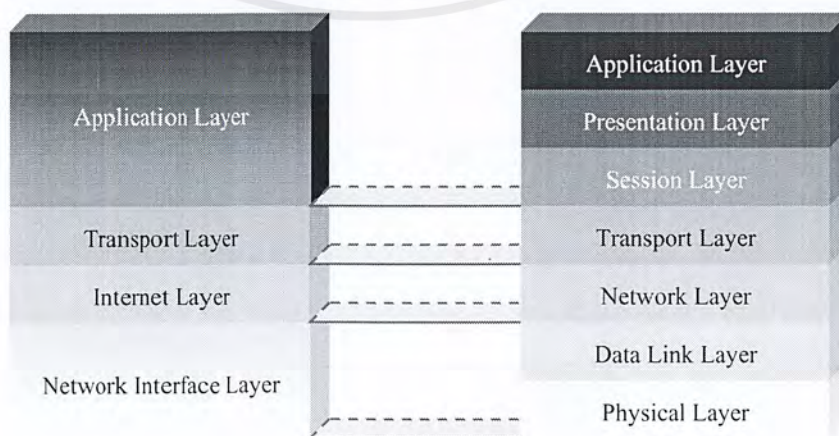 Application Layer
Transport Layer
Internet Layer
Network Interface Layer
Application Layer
Presentation Layer
Session Layer
Transport Layer
Network Layer
Data Link Layer
Physical Layer